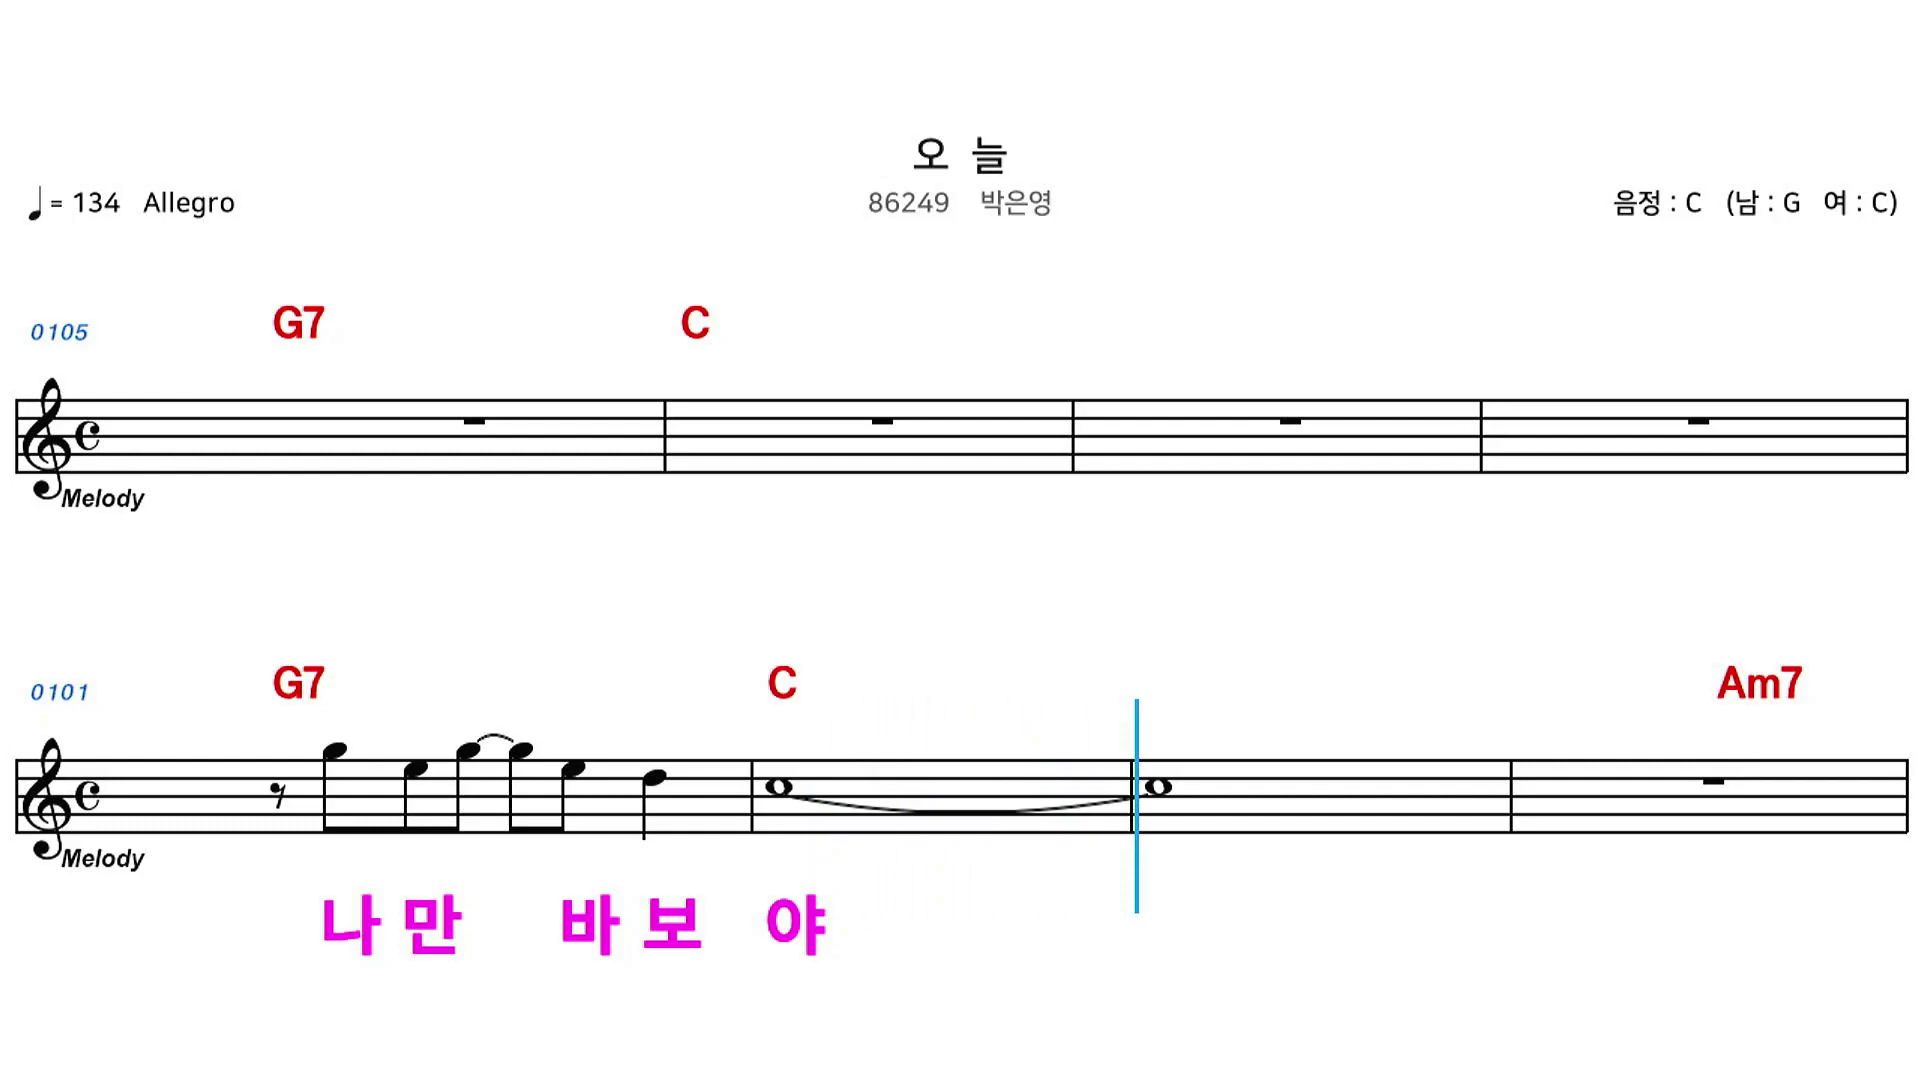 오 늘
♩= 134 Allegro
86249 박은영
음정 : C (남 : G 여 : C)
G7 C
0105
Melody
G7 C Am7
0101
Melody
나 만 바 보 야